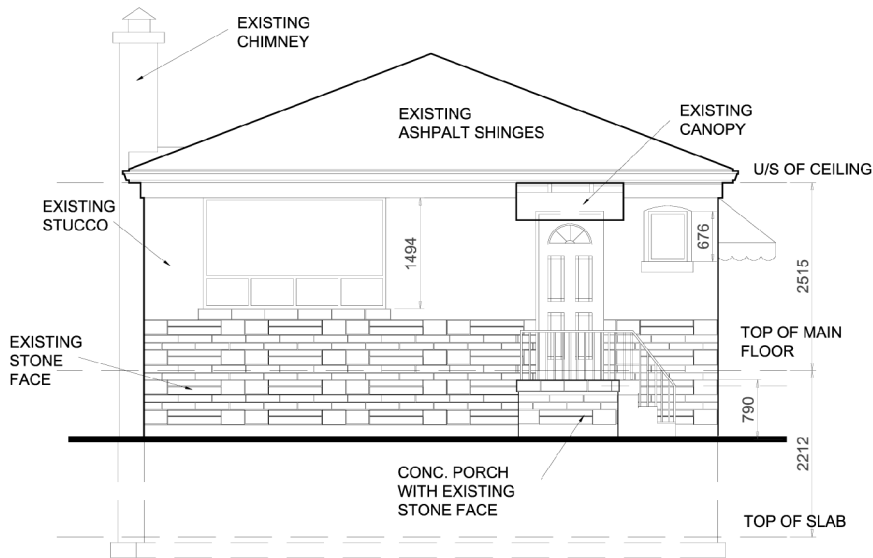 EXISTING
CHIMNEY
EXISTING
ASHPALT SHINGES
EXISTING
CANOPY
U/S OF CEILING
EXISTING
STUCCO
1494
676
2515
EXISTING
STONE
FACE
TOP OF MAIN
FLOOR
790
2212
CONC. PORCH
WITH EXISTING
STONE FACE
TOP OF SLAB